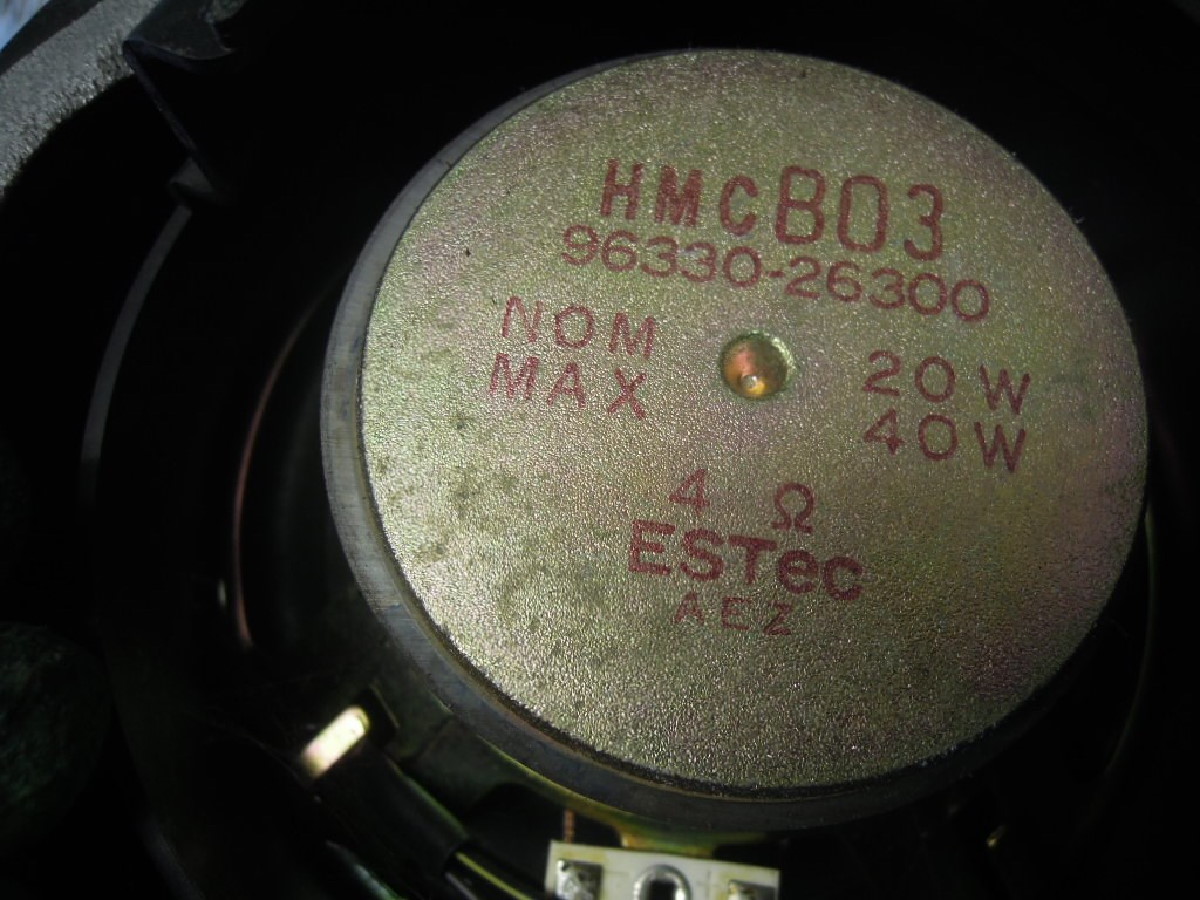 HMCB03
96330-26300
NOM 20W
MAX 40W
4 Ω
ESTec
AEZ